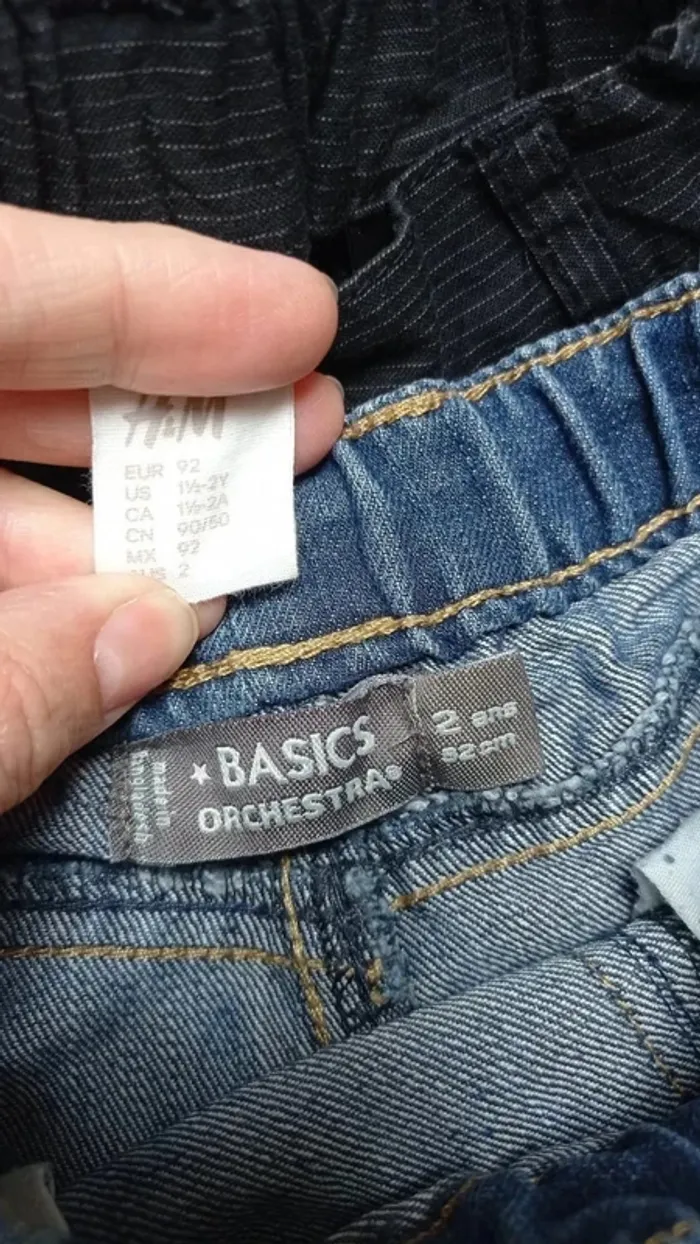 H&M
EUR 92
US 1½-2Y
CA 1½-2A
CN 90/50
MX 92
2
BASICS
ORCHESTRA®
2 ans
92 cm
made in